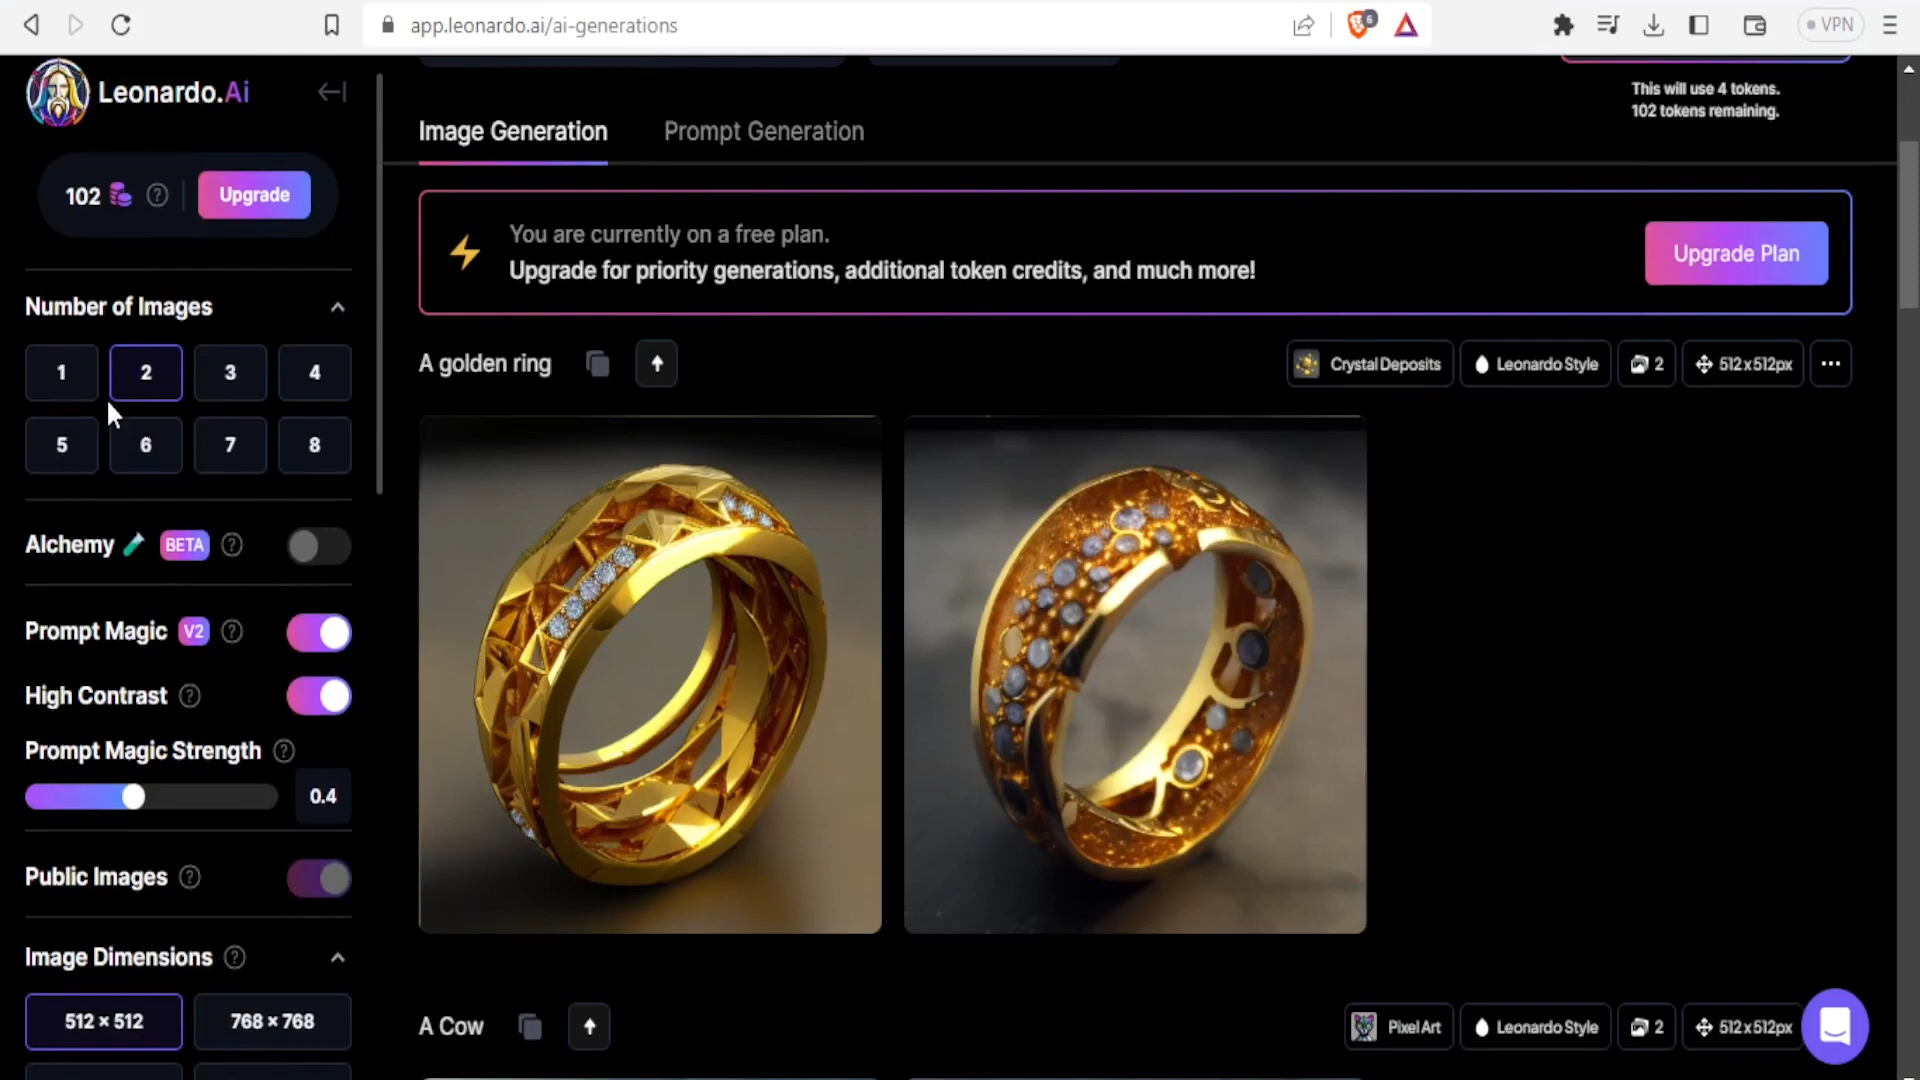 app.leonardo.ai/ai-generations
6
VPN
Leonardo.Ai
This will use 4 tokens.
102 tokens remaining.
Image Generation
Prompt Generation
102
?
Upgrade
You are currently on a free plan.
Upgrade for priority generations, additional token credits, and much more!
Upgrade Plan
Number of Images
1 2 3 4
5 6 7 8
A golden ring
Crystal Deposits
Leonardo Style
2
512x512px
...
Alchemy BETA ?
Prompt Magic V2 ?
High Contrast ?
Prompt Magic Strength ?
0.4
Public Images ?
Image Dimensions ?
512 × 512
768 × 768
A Cow
Pixel Art
Leonardo Style
2
512x512px